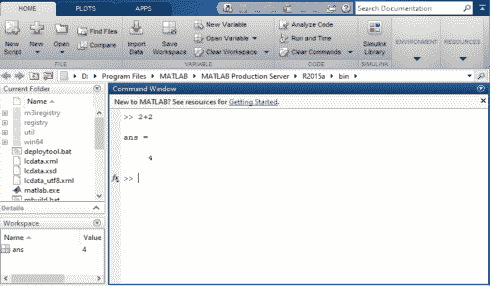 HOME PLOTS APPS Search Documentation
New Script New Open Find Files Compare Import Data Save Workspace New Variable Open Variable Clear Workspace Analyze Code Run and Time Clear Commands Simulink Library ENVIRONMENT RESOURCES
FILE VARIABLE CODE SIMULINK
D: Program Files MATLAB MATLAB Production Server R2015a bin
Current Folder
Name
m3iregistry
registry
util
win64
deploytool.bat
lcdata.xml
lcdata.xsd
lcdata_utf8.xml
matlab.exe
mbuild.bat
Details
Workspace
Name Value
ans 4
Command Window
New to MATLAB? See resources for Getting Started.
>> 2+2
ans =
4
fx >>